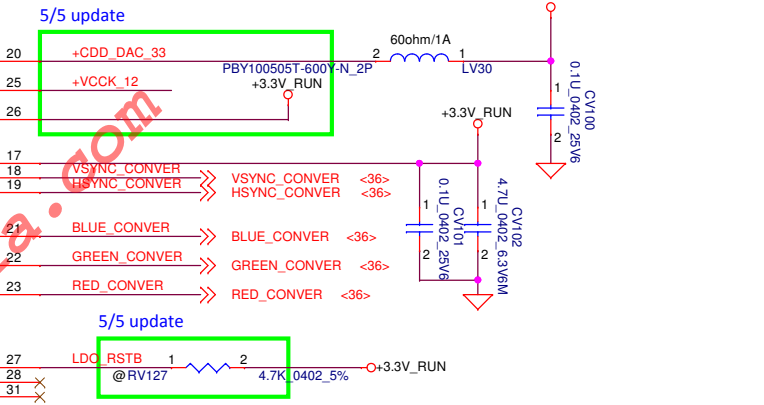 5/5 update
60ohm/1A
20 +CDD_DAC_33 2 1
PBY100505T-600Y-N_2P LV30
25 +VCCK_12
+3.3V_RUN
26
1
2
CV100
0.1U_0402_25V6
+3.3V_RUN
17
18 VSYNC_CONVER VSYNC_CONVER <36>
19 HSYNC_CONVER HSYNC_CONVER <36>
21 BLUE_CONVER BLUE_CONVER <36>
22 GREEN_CONVER GREEN_CONVER <36>
23 RED_CONVER RED_CONVER <36>
1
2
CV101
0.1U_0402_25V6
1
2
CV102
4.7U_0402_6.3V6M
5/5 update
27 LDO_RSTB 1 2 +3.3V_RUN
28 @ RV127 4.7K_0402_5%
31
a.com